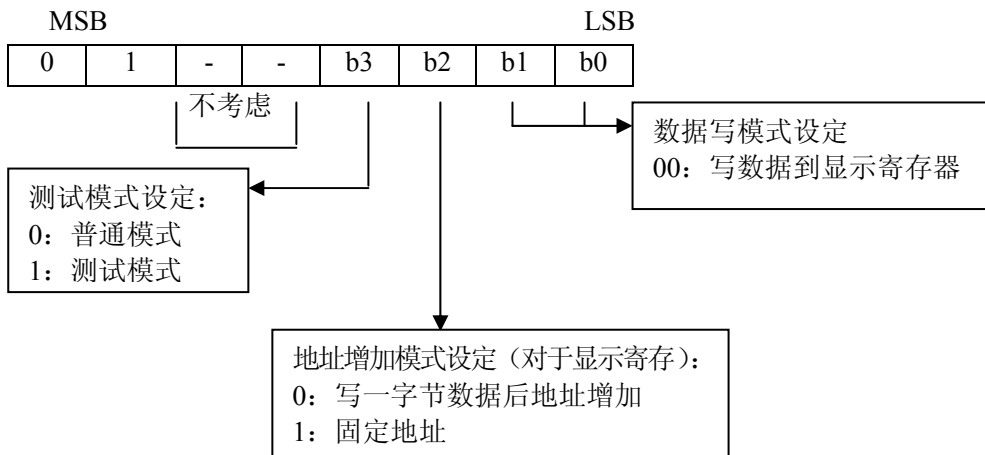 MSB LSB
0 1 - - b3 b2 b1 b0
不考虑
数据写模式设定
00：写数据到显示寄存器
测试模式设定：
0：普通模式
1：测试模式
地址增加模式设定（对于显示寄存）：
0：写一字节数据后地址增加
1：固定地址